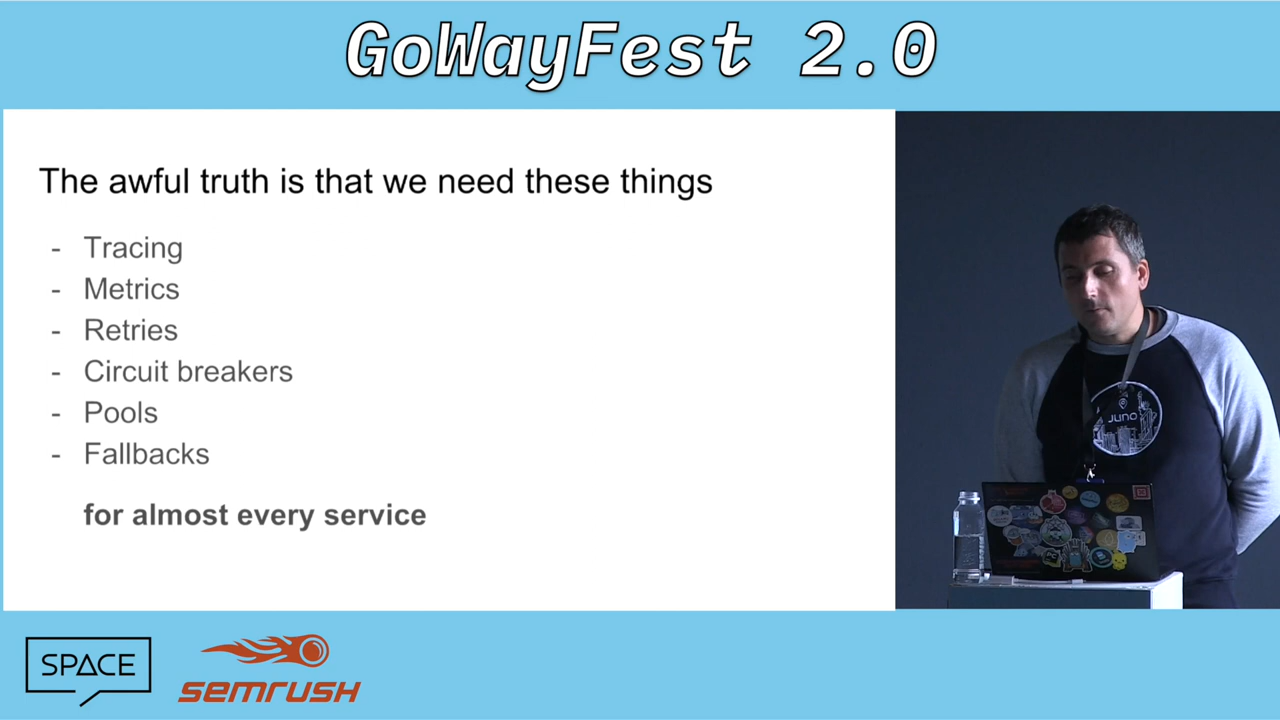 GoWayFest 2.0
The awful truth is that we need these things
- Tracing
- Metrics
- Retries
- Circuit breakers
- Pools
- Fallbacks
for almost every service
JUNO
SPACE
semrush